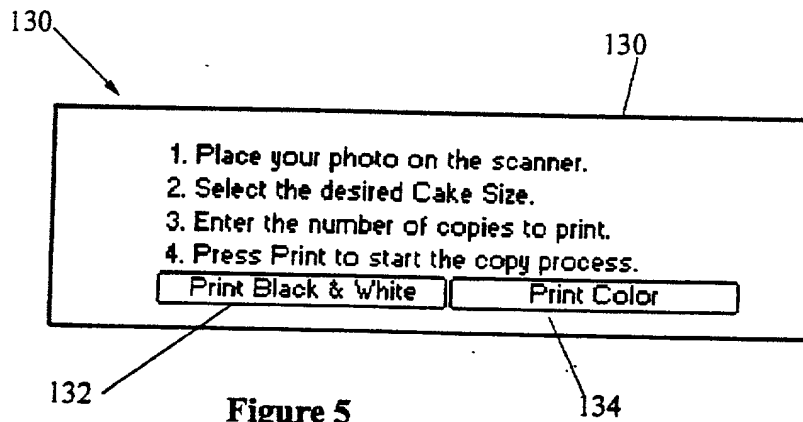 130
130
1. Place your photo on the scanner.
2. Select the desired Cake Size.
3. Enter the number of copies to print.
4. Press Print to start the copy process.
Print Black & White Print Color
132
134
Figure 5